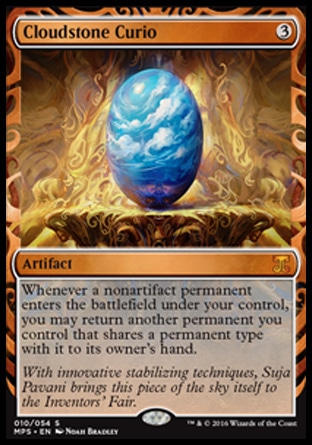 Cloudstone Curio 3
Artifact
Whenever a nonartifact permanent
enters the battlefield under your control,
you may return another permanent you
control that shares a permanent type
with it to its owner's hand.
With innovative stabilizing techniques, Suja
Pavani brings this piece of the sky itself to
the Inventors' Fair.
010/054 S
MPS • EN Noah Bradley
™ & © 2016 Wizards of the Coast